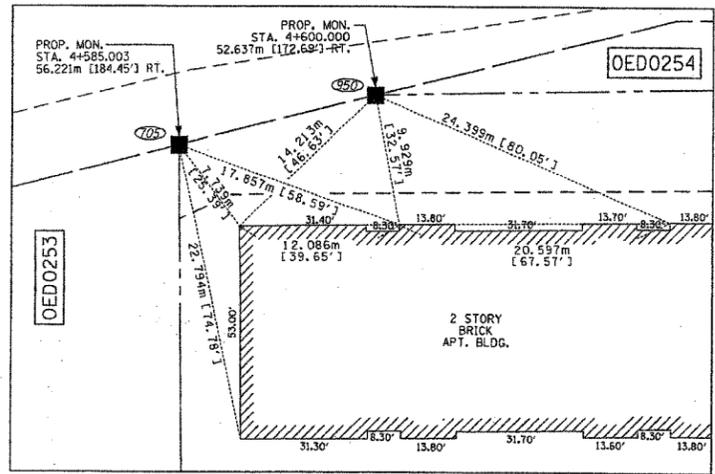 PROP. MON.
STA. 4+585.003
56.221m [184.45'] RT.
PROP. MON.
STA. 4+600.000
52.637m [172.69'] RT.
OED0254
950
705
14.213m
[46.63']
9.929m
[32.57']
24.399m [80.05']
7.739m
[25.39']
17.857m [58.59']
22.794m [74.78']
OED0253
31.40'
8.30'
13.80'
31.70'
13.70'
8.30'
13.80'
12.086m
[39.65']
20.597m
[67.57']
53.00'
2 STORY
BRICK
APT. BLDG.
31.30'
8.30'
13.80'
31.70'
13.60'
8.30'
13.80'